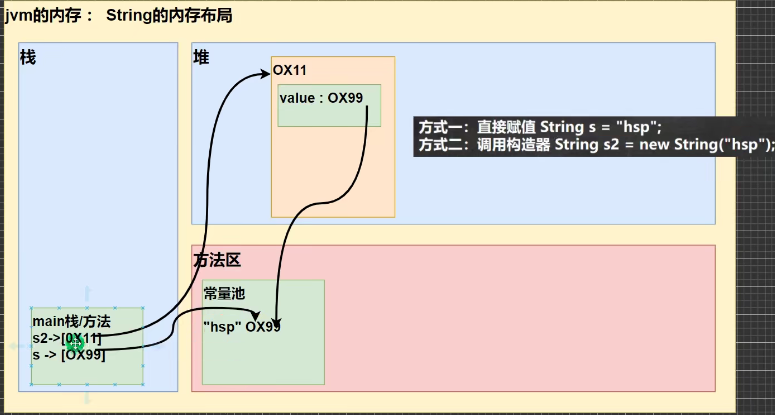 jvm的内存： String的内存布局
栈
堆
OX11
value : OX99
方式一：直接赋值 String s = "hsp";
方式二：调用构造器 String s2 = new String("hsp");
方法区
常量池
"hsp" OX99
main栈/方法
s2->[0X11]
s -> [OX99]